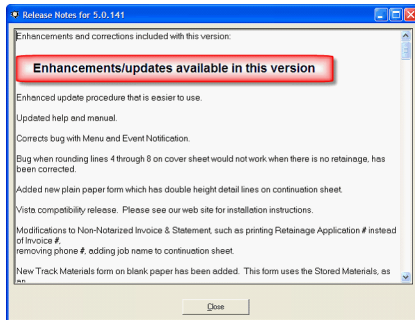 Release Notes for 5.0.141
Enhancements and corrections included with this version:
Enhancements/updates available in this version
Enhanced update procedure that is easier to use.
Updated help and manual.
Corrects bug with Menu and Event Notification.
Bug when rounding lines 4 through 8 on cover sheet would not work when there is no retainage, has
been corrected.
Added new plain paper form which has double height detail lines on continuation sheet.
Vista compatibility release. Please see our web site for installation instructions.
Modifications to Non-Notarized Invoice & Statement, such as printing Retainage Application # instead
of Invoice #,
removing phone #, adding job name to continuation sheet.
New Track Materials form on blank paper has been added. This form uses the Stored Materials, as
an
Close